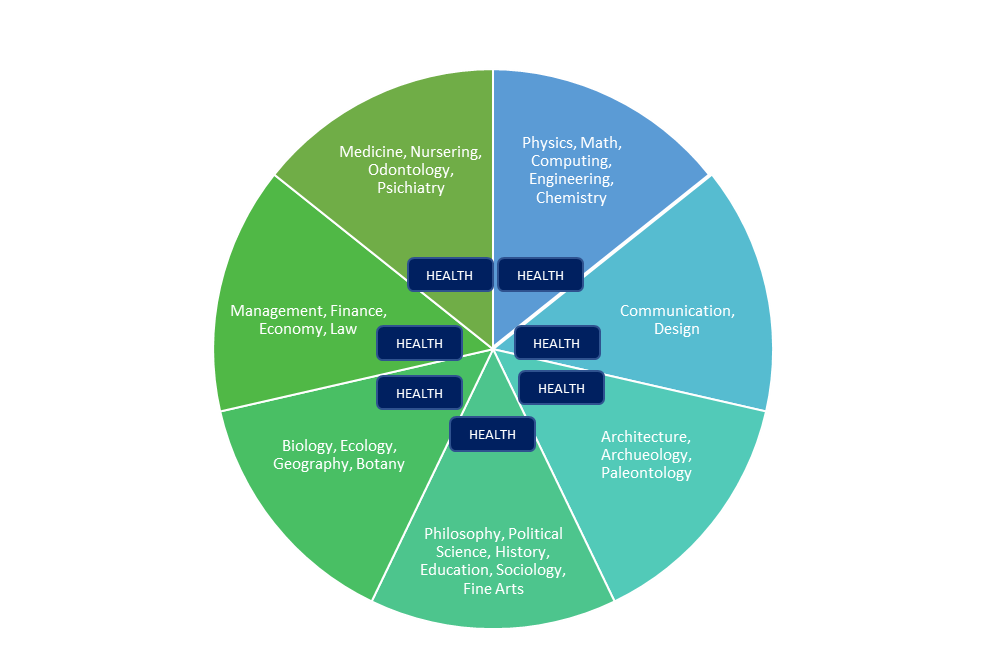 Medicine, Nursering,
Odontology,
Psichiatry
Physics, Math,
Computing,
Engineering,
Chemistry
HEALTH
HEALTH
Management, Finance,
Economy, Law
HEALTH
HEALTH
Communication,
Design
HEALTH
HEALTH
Biology, Ecology,
Geography, Botany
HEALTH
Architecture,
Archueology,
Paleontology
Philosophy, Political
Science, History,
Education, Sociology,
Fine Arts